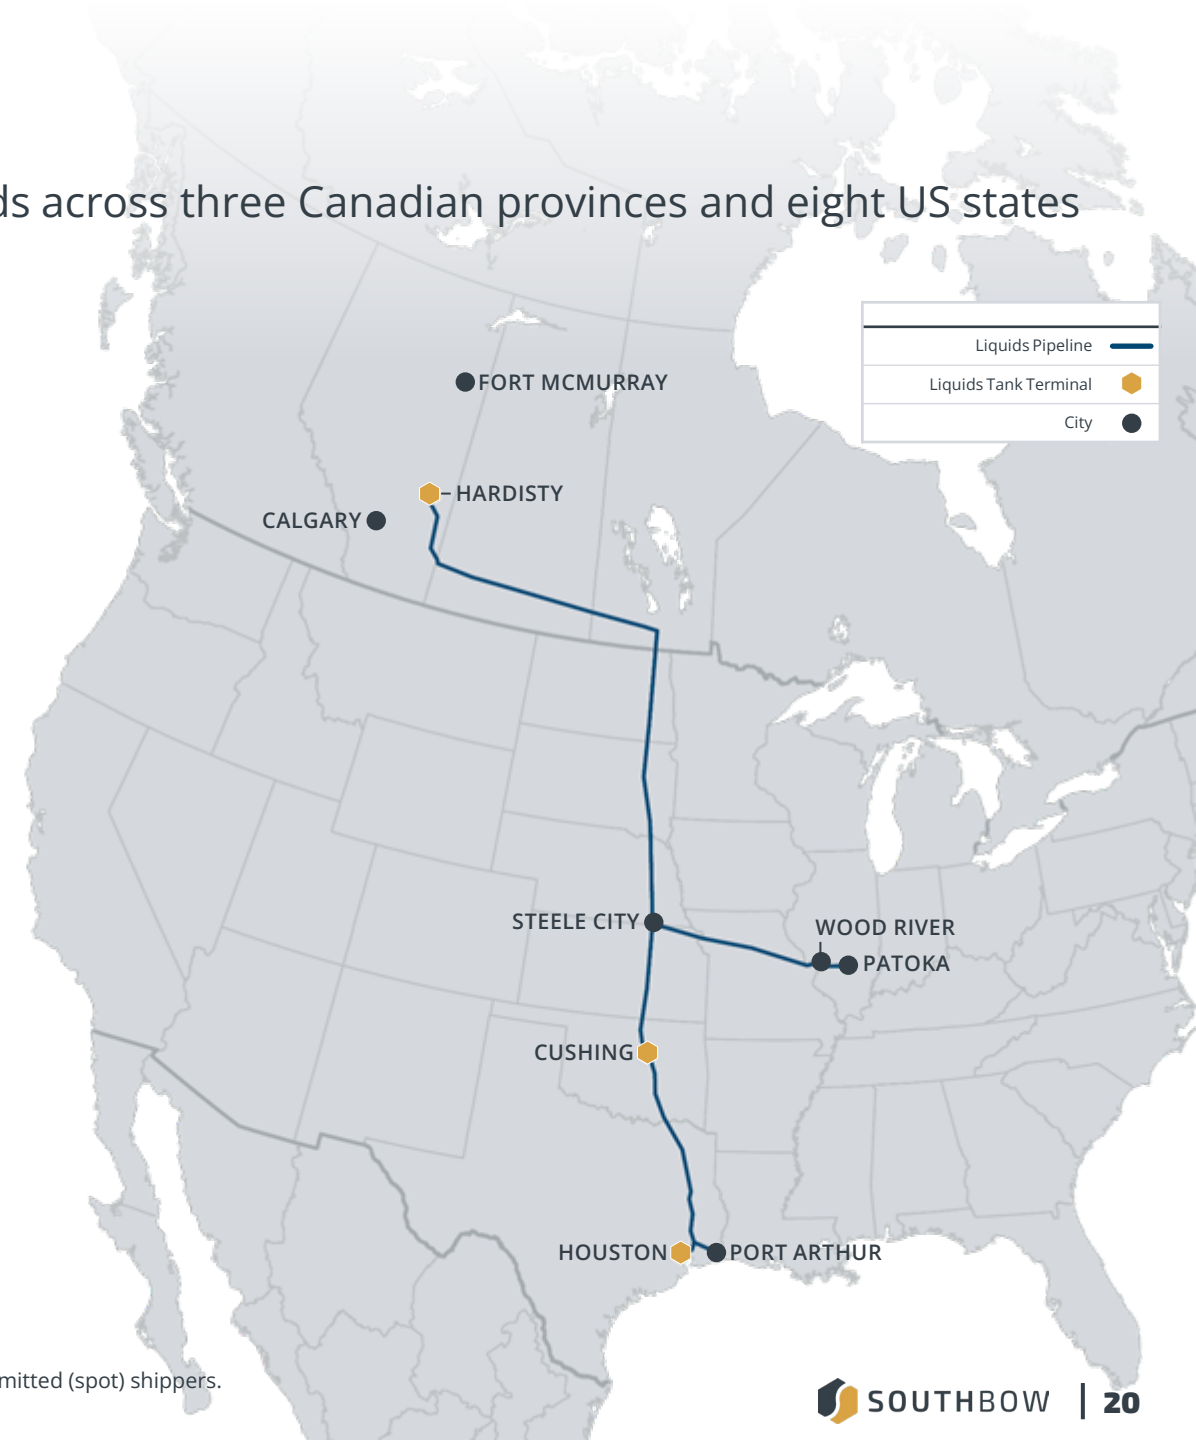 ds across three Canadian provinces and eight US states
Liquids Pipeline
Liquids Tank Terminal
City
FORT MCMURRAY
HARDISTY
CALGARY
STEELE CITY
WOOD RIVER
PATOKA
CUSHING
HOUSTON
PORT ARTHUR
mitted (spot) shippers.
SOUTHBOW | 20